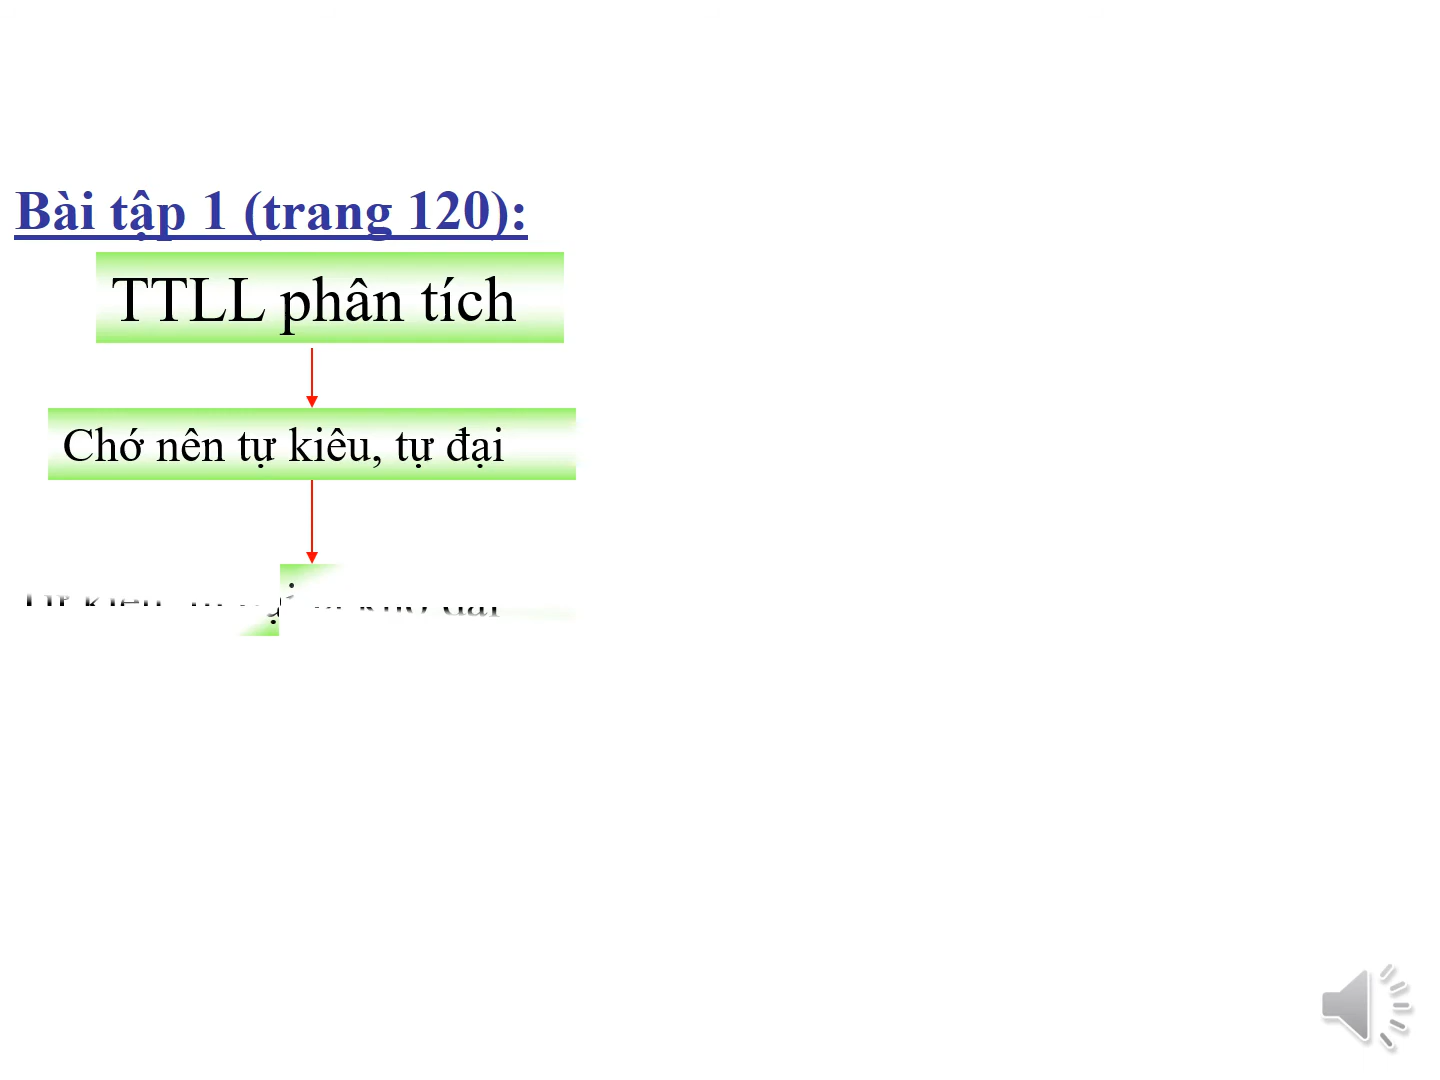 Bài tập 1 (trang 120):
TTLL phân tích
Chớ nên tự kiêu, tự đại